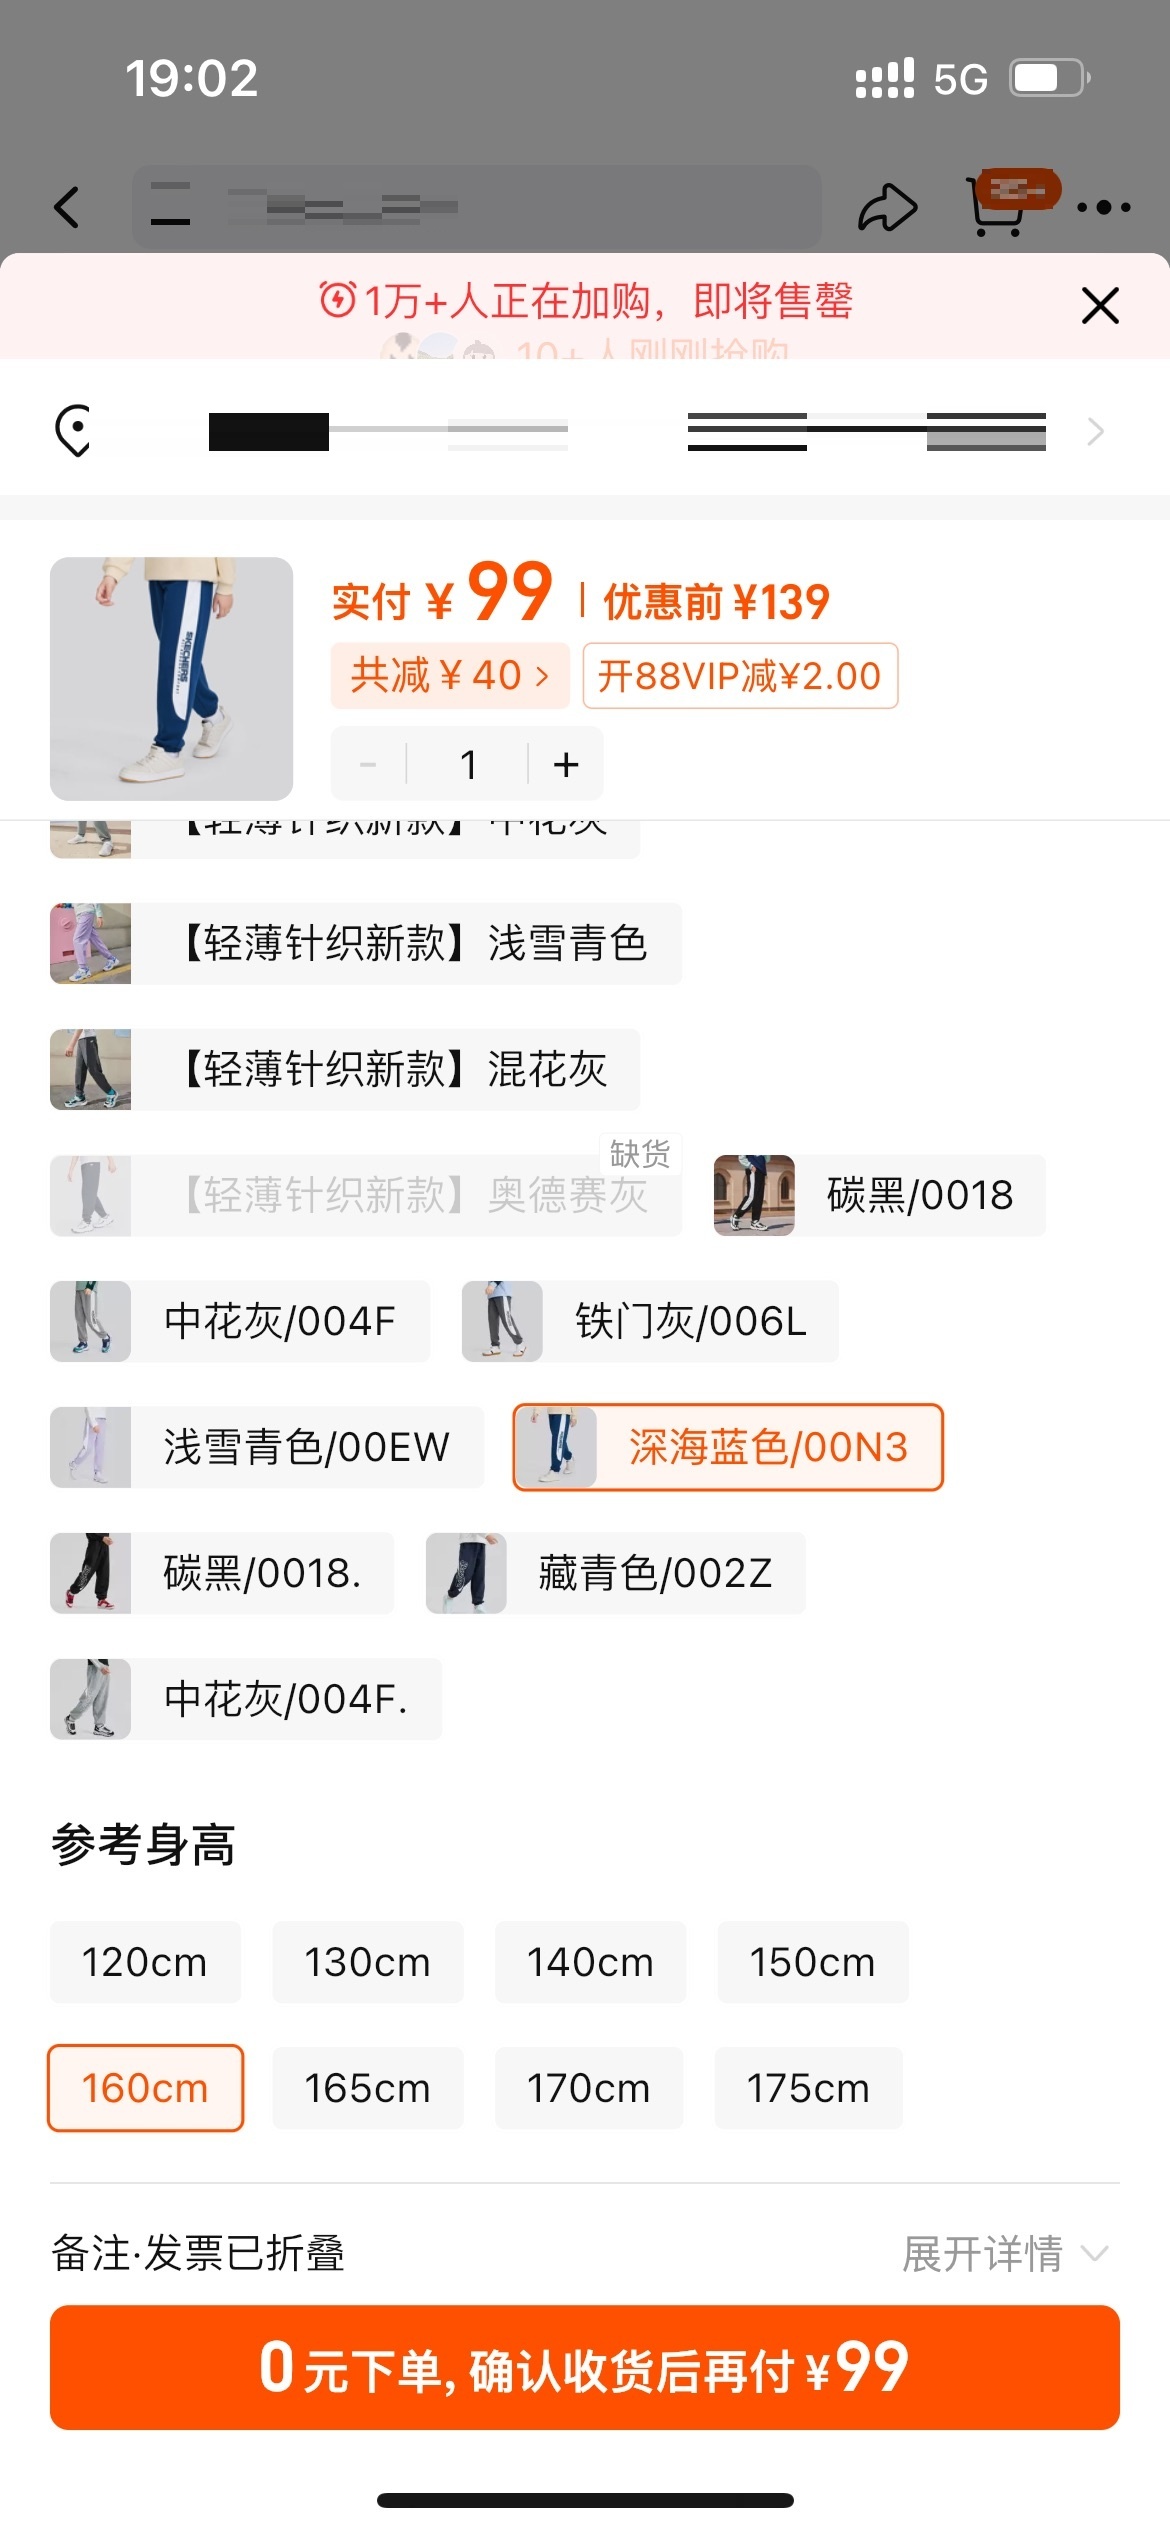 19:02
5G
1万+人正在加购，即将售罄
10+人刚刚抢购
实付 ¥ 99 | 优惠前 ¥139
共减 ¥ 40 >
开88VIP减¥2.00
- 1 +
SKECHERS
【轻薄针织新款】中花灰
【轻薄针织新款】浅雪青色
【轻薄针织新款】混花灰
缺货
【轻薄针织新款】奥德赛灰
碳黑/0018
中花灰/004F
铁门灰/006L
浅雪青色/00EW
深海蓝色/00N3
碳黑/0018.
藏青色/002Z
中花灰/004F.
参考身高
120cm
130cm
140cm
150cm
160cm
165cm
170cm
175cm
备注·发票已折叠
展开详情
0 元下单, 确认收货后再付 ¥99